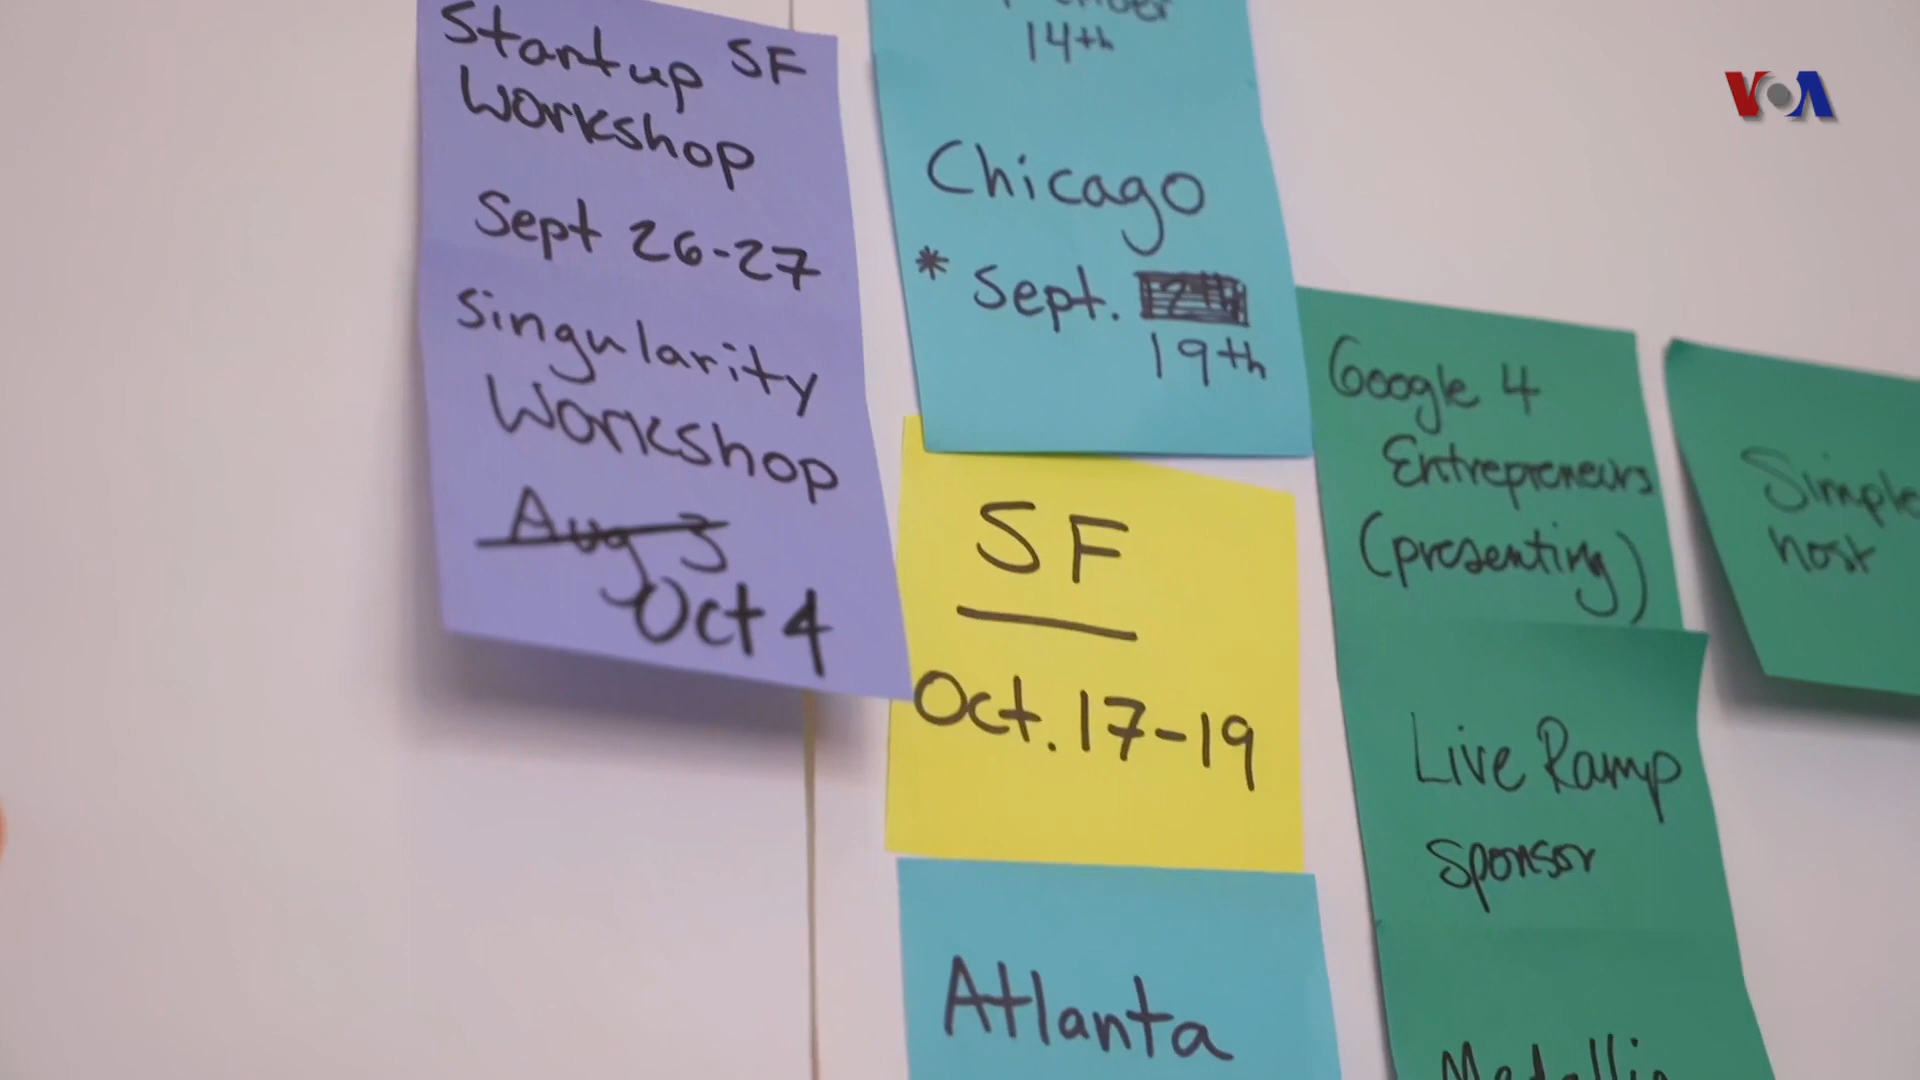 Startup SF
Workshop
Sept 26-27
Singularity
Workshop
Aug 3
Oct 4
14th
Chicago
* Sept.
19th
SF
Oct. 17-19
Atlanta
Google 4
Entrepreneurs
(presenting)
Live Ramp
Sponsor
Simple
host
VOA